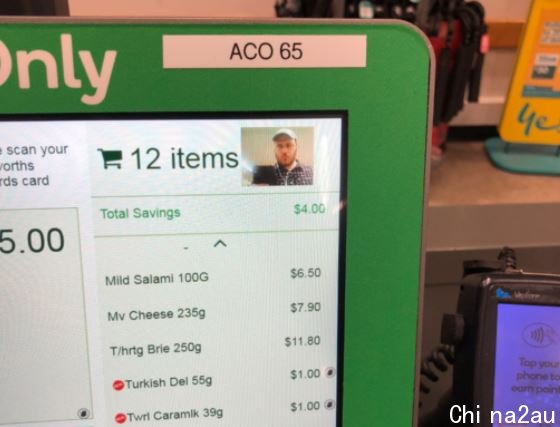 Only
ACO 65
scan your
worths
rds card
12 items
Total Savings $4.00
5.00
Mild Salami 100G $6.50
Mv Cheese 235g $7.90
T/hrtg Brie 250g $11.80
Turkish Del 55g $1.00
Twrl Caramlk 39g $1.00
Tap your
phone to
earn point
Chi na2au